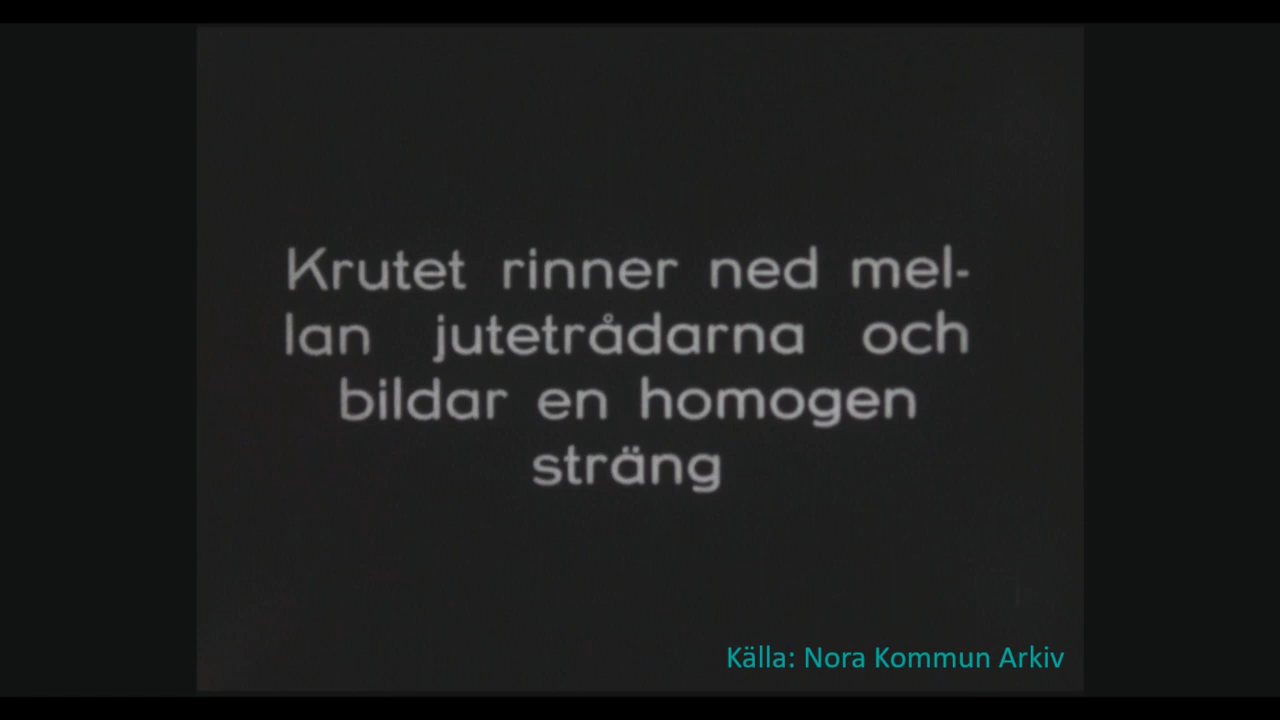 Krutet rinner ned mel-
lan jutetrådarna och
bildar en homogen
sträng
Källa: Nora Kommun Arkiv